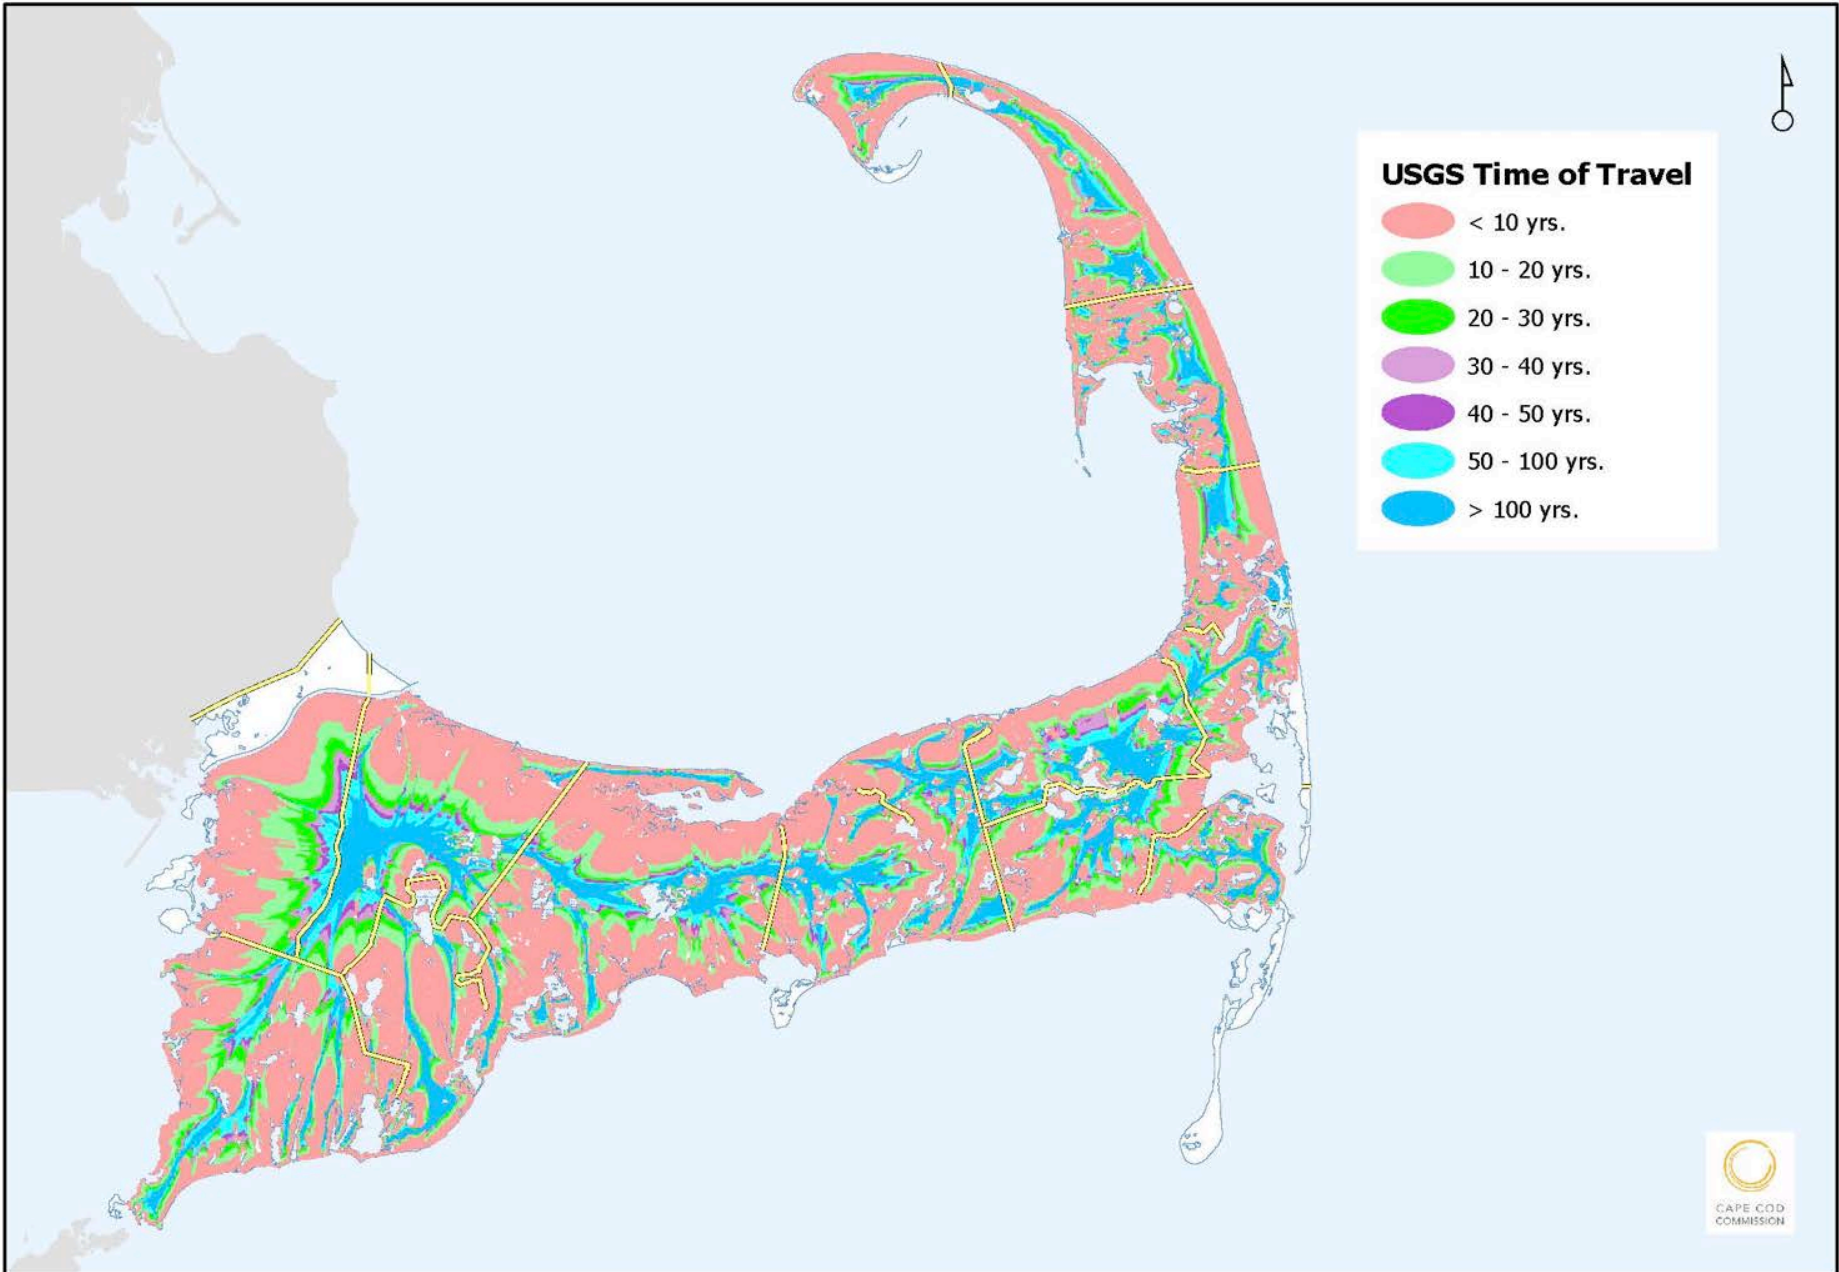 USGS Time of Travel
< 10 yrs.
10 - 20 yrs.
20 - 30 yrs.
30 - 40 yrs.
40 - 50 yrs.
50 - 100 yrs.
> 100 yrs.
CAPE COD
COMMISSION